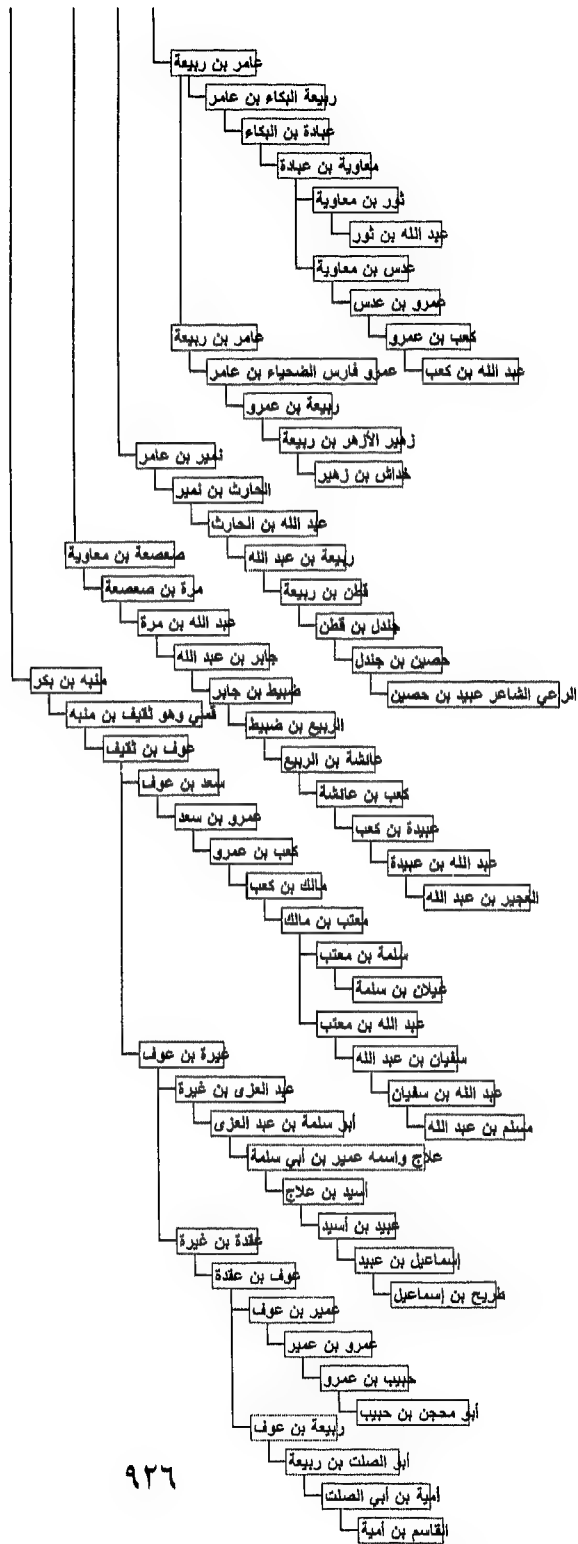 عامر بن ربيعة
ربيعة البكاء بن عامر
عبادة بن البكاء
معاوية بن عبادة
ثور بن معاوية
عبد الله بن ثور
عدس بن معاوية
عمرو بن عدس
كعب بن عمرو
عبد الله بن كعب
عامر بن ربيعة
عمرو فارس الضحياء بن عامر
ربيعة بن عمرو
زهير الأزهر بن ربيعة
خداش بن زهير
نمير بن عامر
الحارث بن نمير
عبد الله بن الحارث
ربيعة بن عبد الله
قطن بن ربيعة
جندل بن قطن
حصين بن جندل
الرعي الشاعر عبيد بن حصين
صعصعة بن معاوية
مرة بن صعصعة
عبد الله بن مرة
جابر بن عبد الله
ضبيط بن جابر
الربيع بن ضبيط
عائشة بن الربيع
كعب بن عائشة
عبيدة بن كعب
عبد الله بن عبيدة
العجير بن عبد الله
منبه بن بكر
قسي وهو ثقيف بن منبه
عوف بن ثقيف
سعد بن عوف
عمرو بن سعد
كعب بن عمرو
مالك بن كعب
معتب بن مالك
سلمة بن معتب
غيلان بن سلمة
عبد الله بن معتب
سفيان بن عبد الله
عبد الله بن سفيان
مسلم بن عبد الله
غيرة بن عوف
عبد العزى بن غيرة
أبو سلمة بن عبد العزى
علاج واسمه عمير بن أبي سلمة
أسيد بن علاج
عبيد بن أسيد
إسماعيل بن عبيد
طريح بن إسماعيل
عقدة بن غيرة
عوف بن عقدة
عمير بن عوف
عمرو بن عمير
حبيب بن عمرو
أبو محجن بن حبيب
ربيعة بن عوف
أبو الصلت بن ربيعة
أمية بن أبي الصلت
القاسم بن أمية
٩٢٦